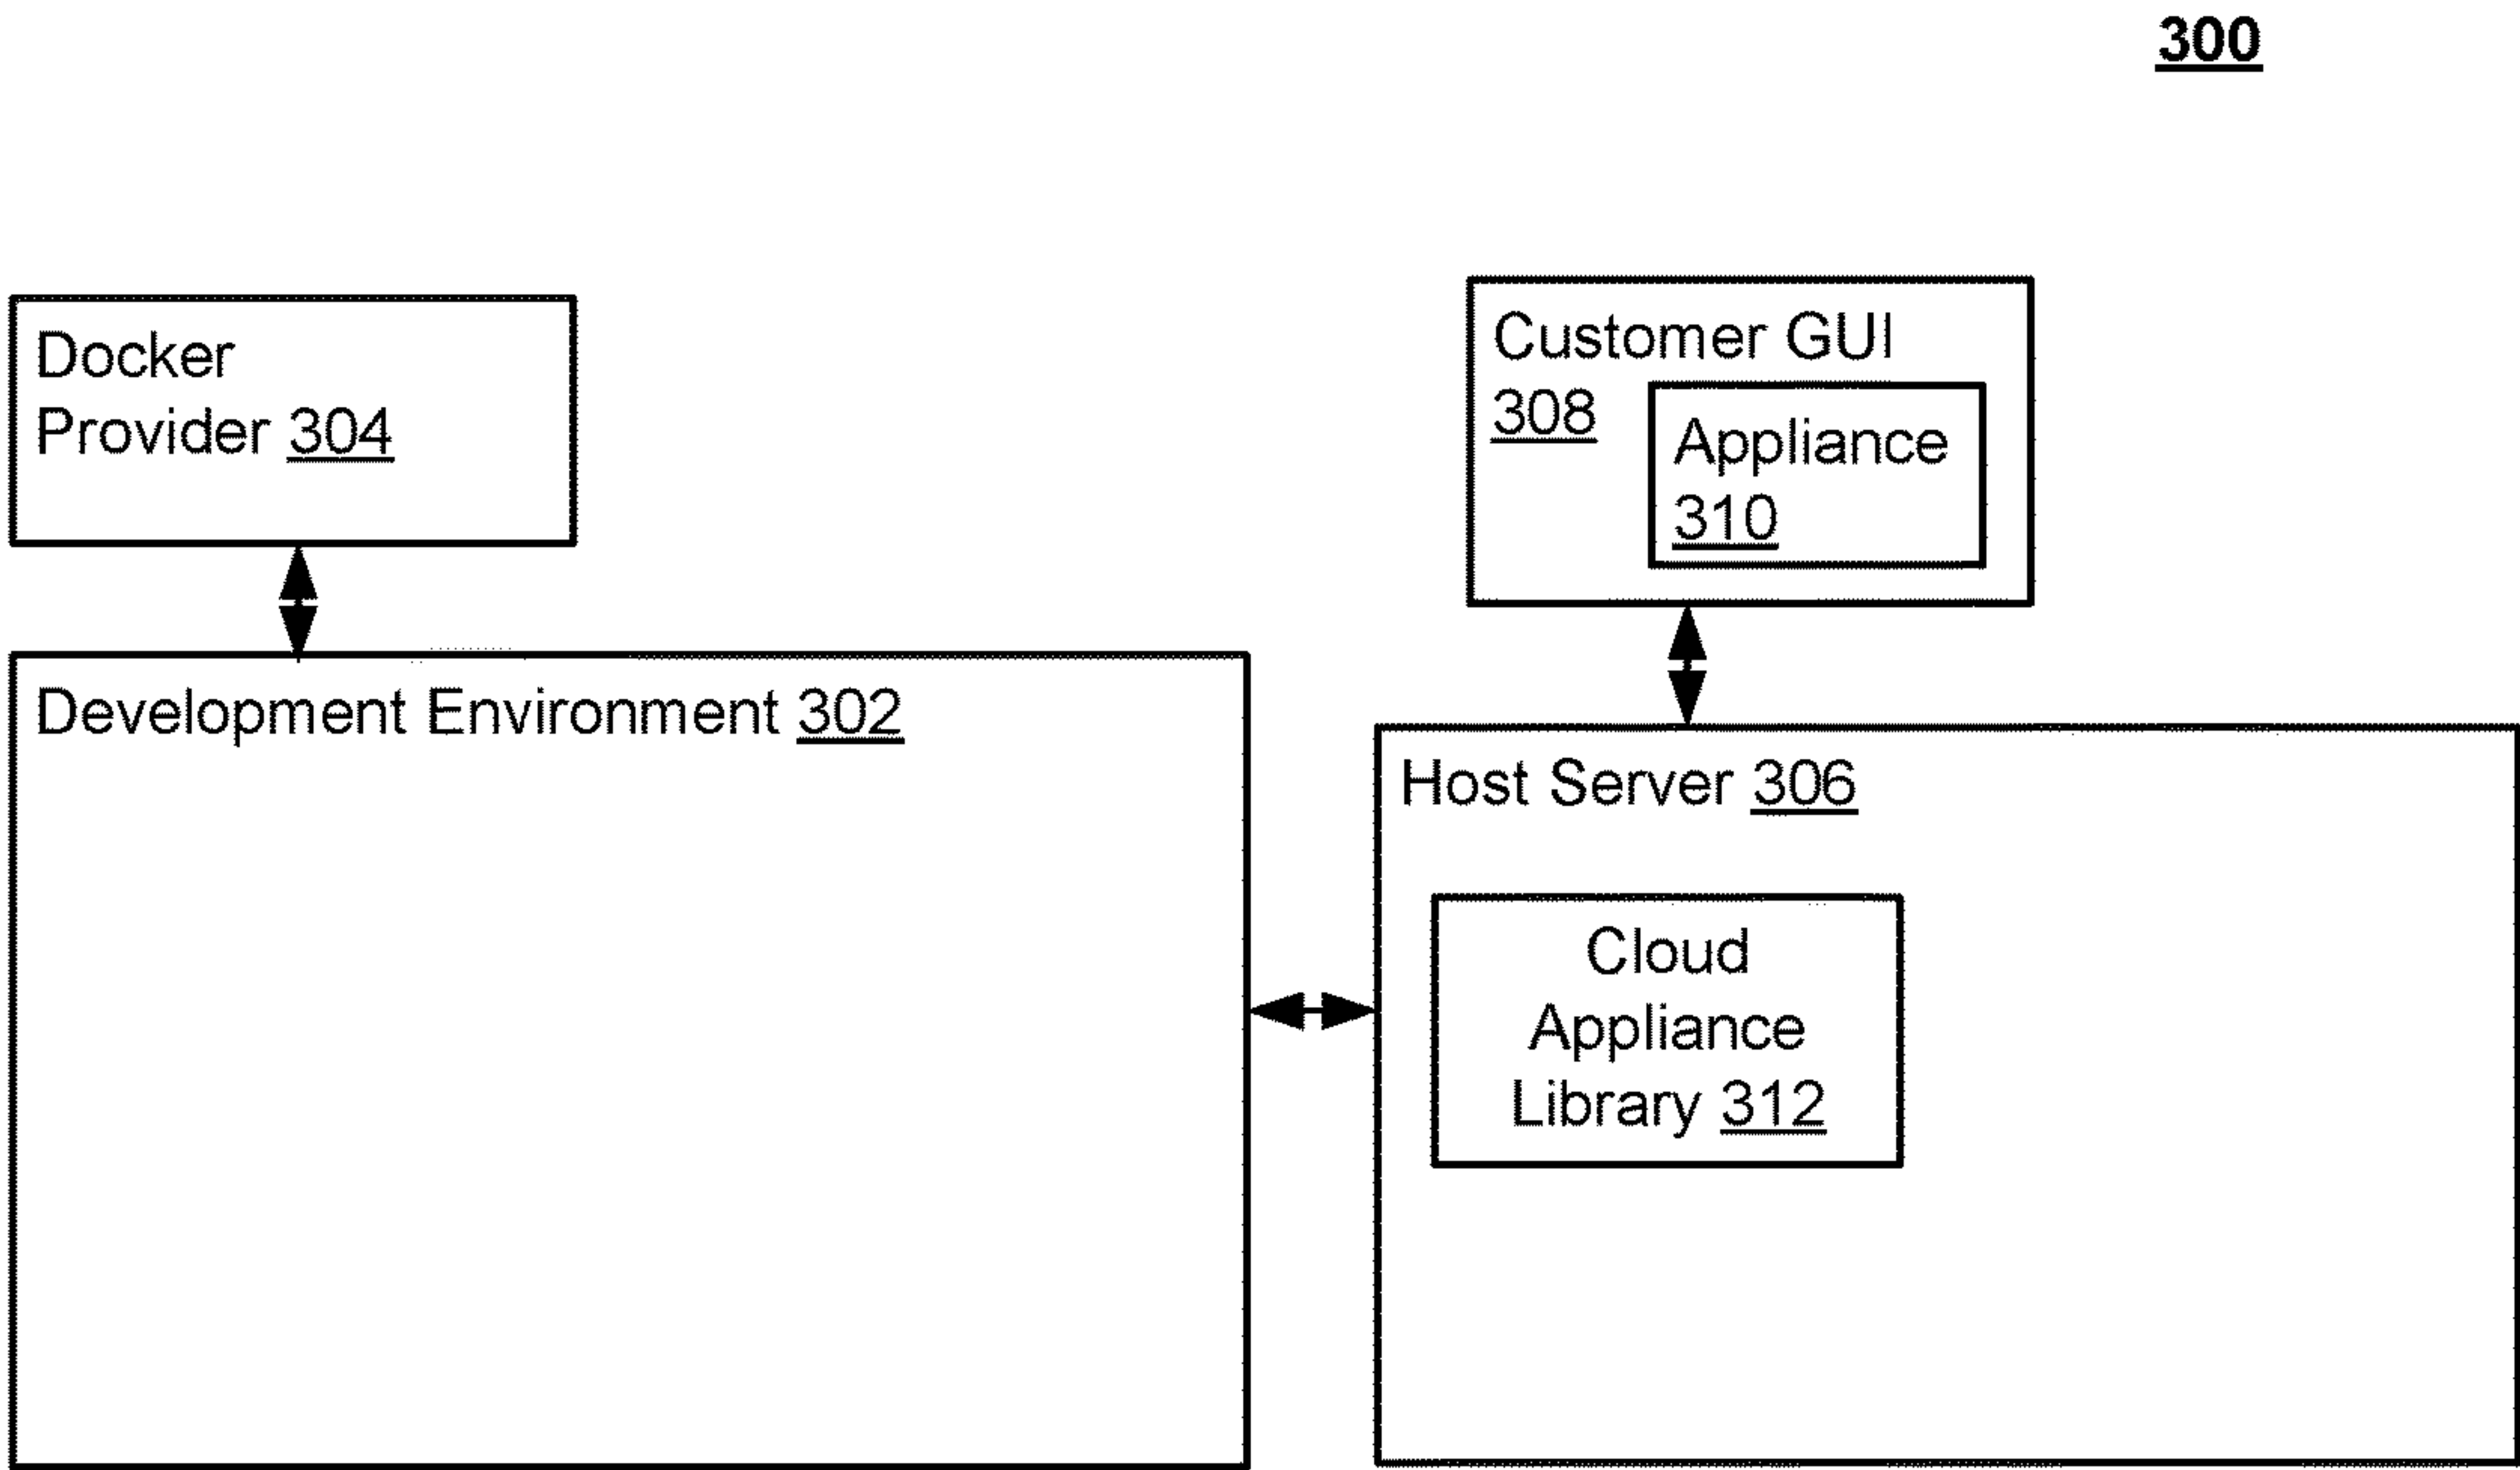 300
Docker
Provider 304
Customer GUI
308
Appliance
310
Development Environment 302
Host Server 306
Cloud
Appliance
Library 312